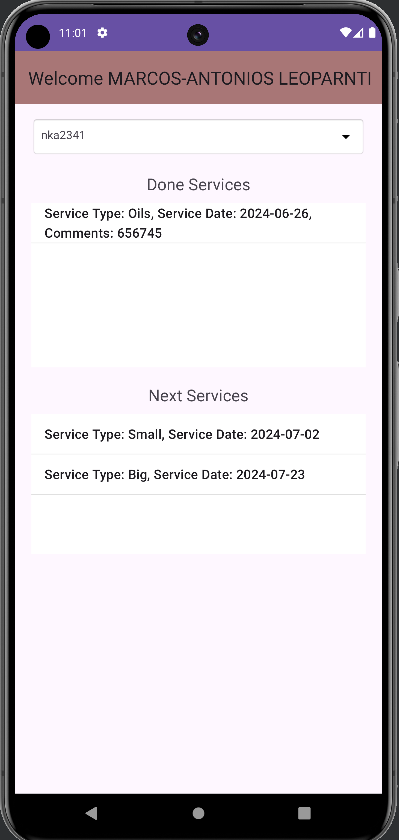 11:01
Welcome MARCOS-ANTONIOS LEOPARNTI
nka2341
Done Services
Service Type: Oils, Service Date: 2024-06-26,
Comments: 656745
Next Services
Service Type: Small, Service Date: 2024-07-02
Service Type: Big, Service Date: 2024-07-23